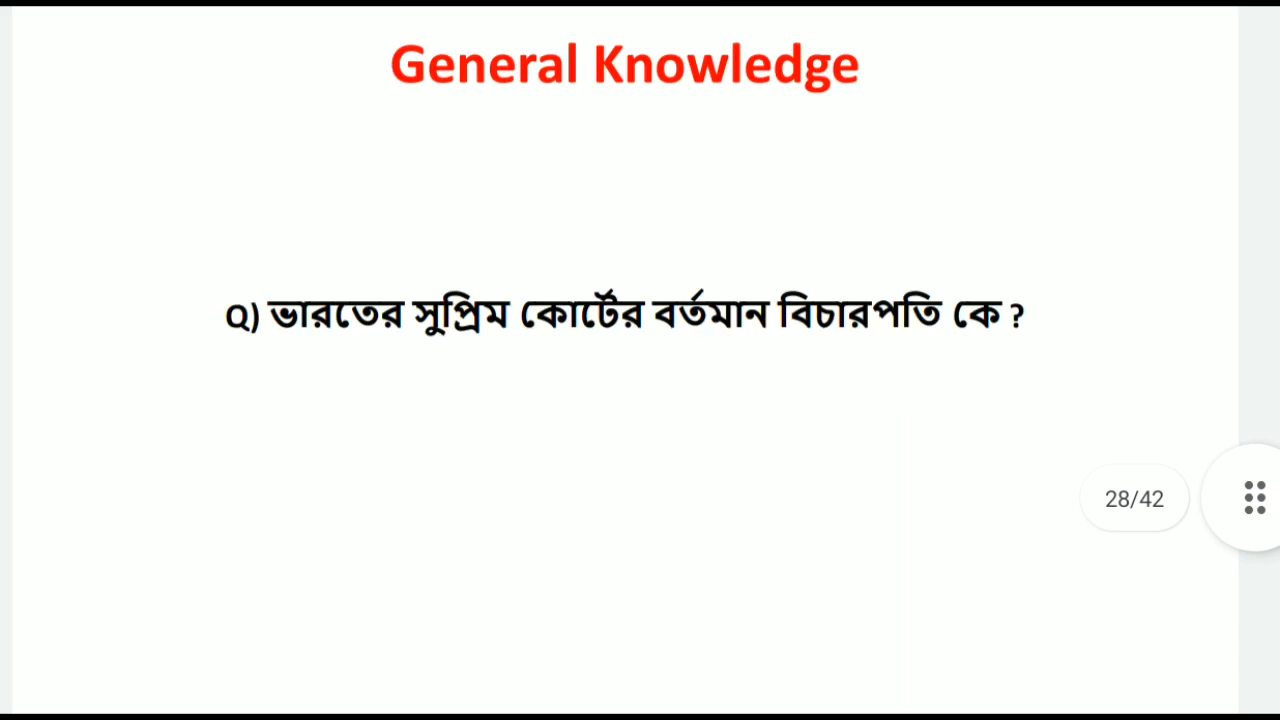 General Knowledge
Q) ভারতের সুপ্রিম কোর্টের বর্তমান বিচারপতি কে ?
28/42